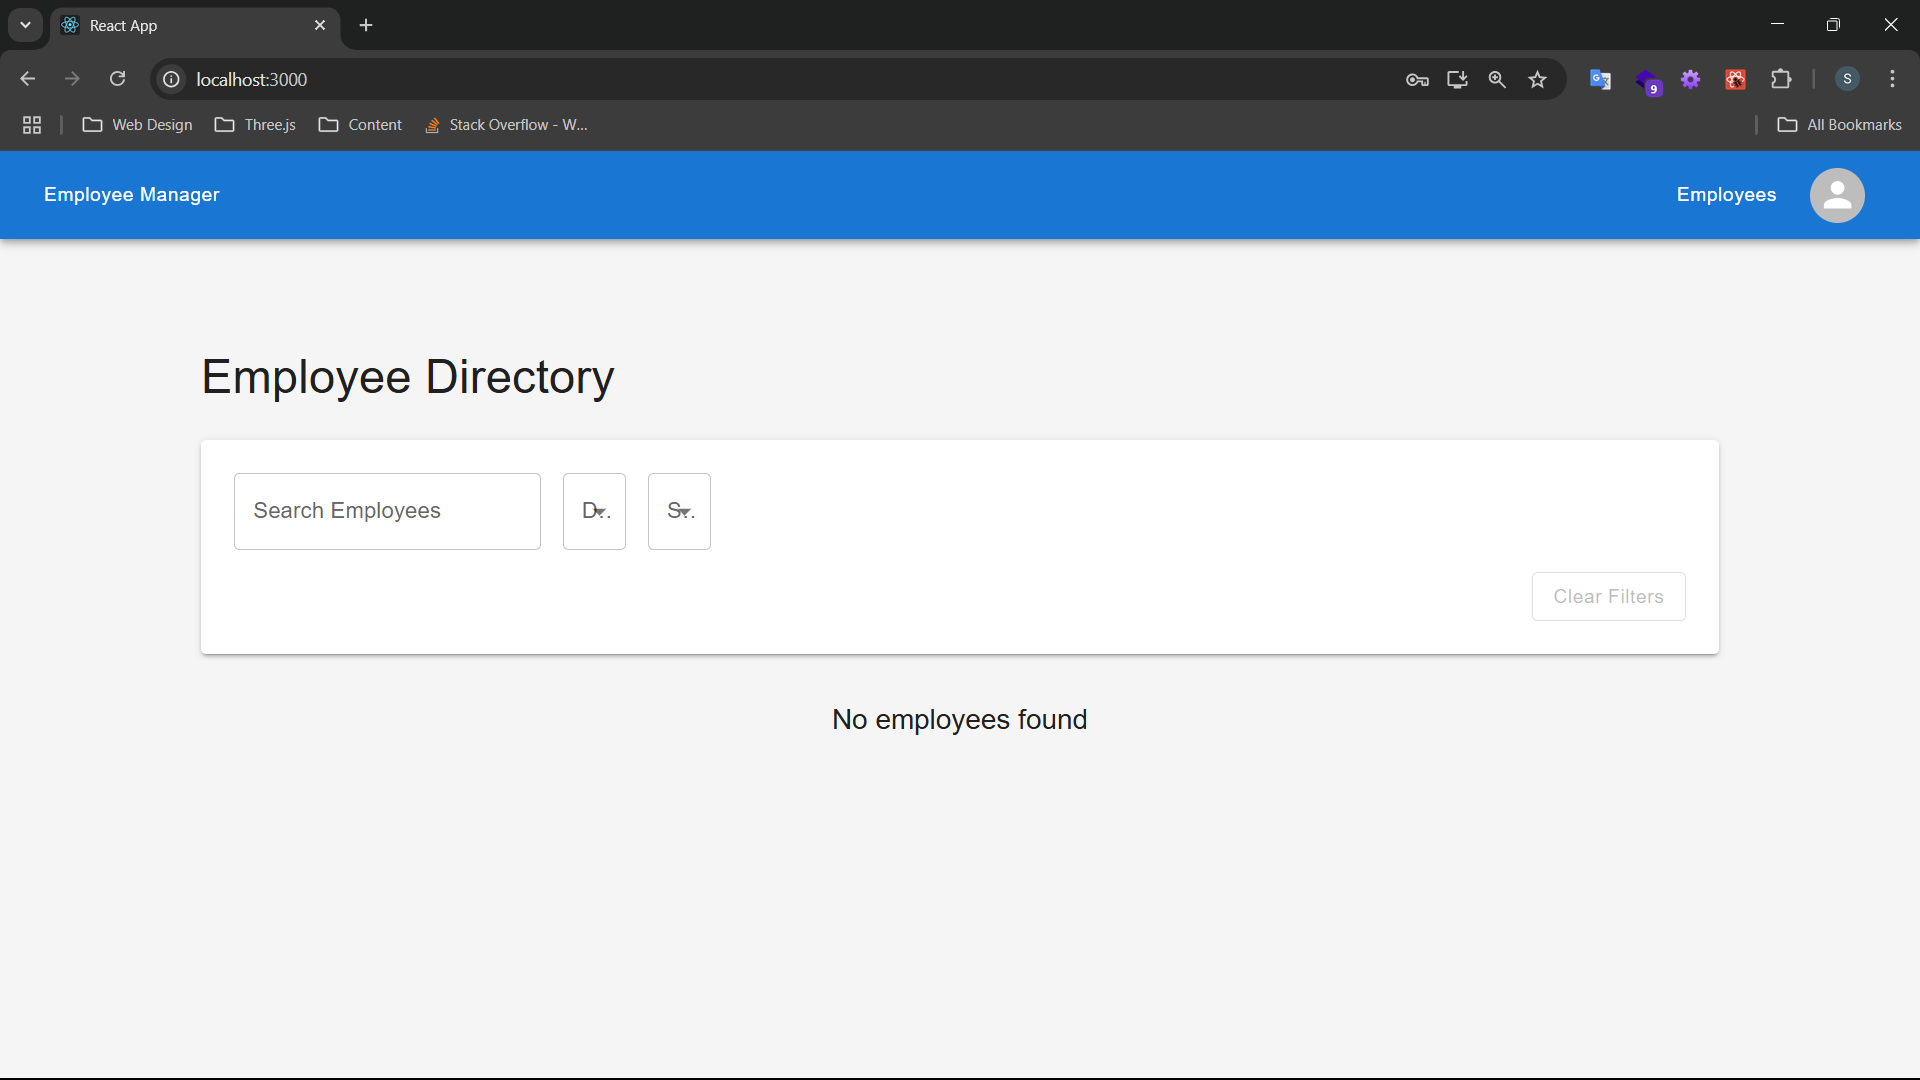 React App
localhost:3000
9
S
Web Design
Three.js
Content
Stack Overflow - W...
All Bookmarks
Employee Manager
Employees
Employee Directory
Search Employees
D...
S...
Clear Filters
No employees found